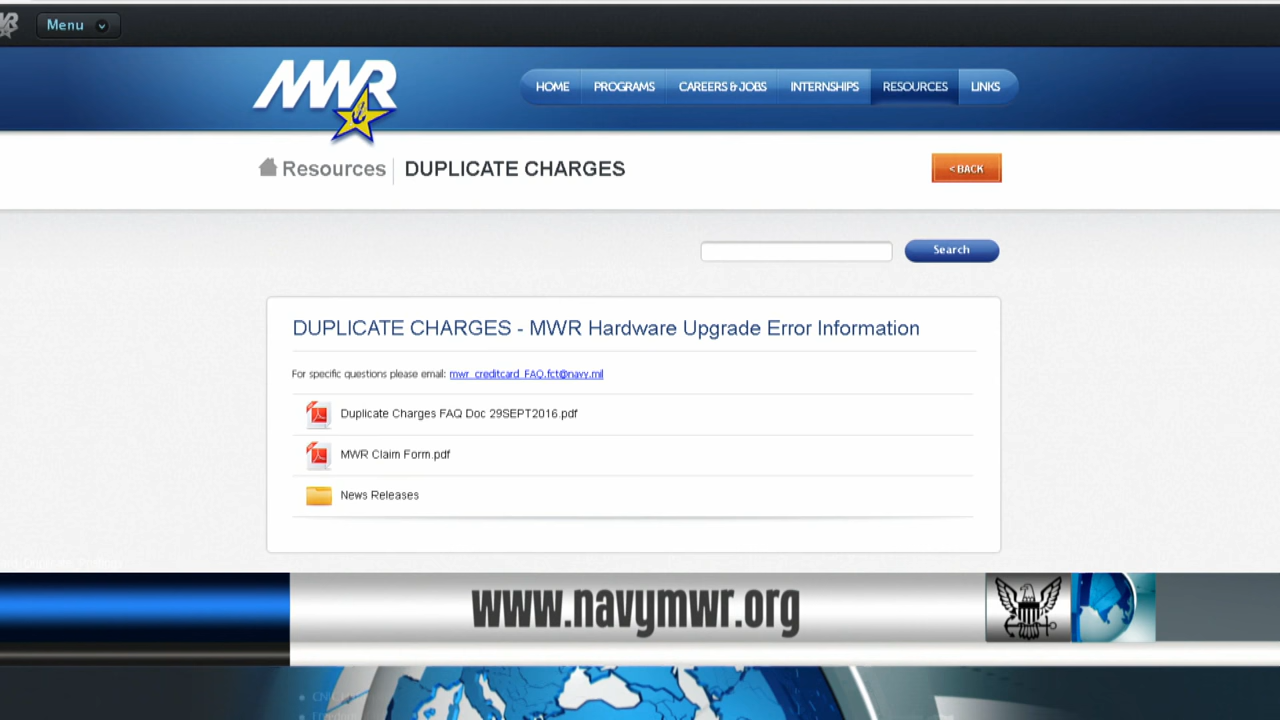 Menu
MWR
HOME PROGRAMS CAREERS & JOBS INTERNSHIPS RESOURCES LINKS
Resources DUPLICATE CHARGES
< BACK
Search
DUPLICATE CHARGES - MWR Hardware Upgrade Error Information
For specific questions please email: mwr_creditcard_FAQ.fct@navy.mil
Duplicate Charges FAQ Doc 29SEPT2016.pdf
MWR Claim Form.pdf
News Releases
www.navymwr.org